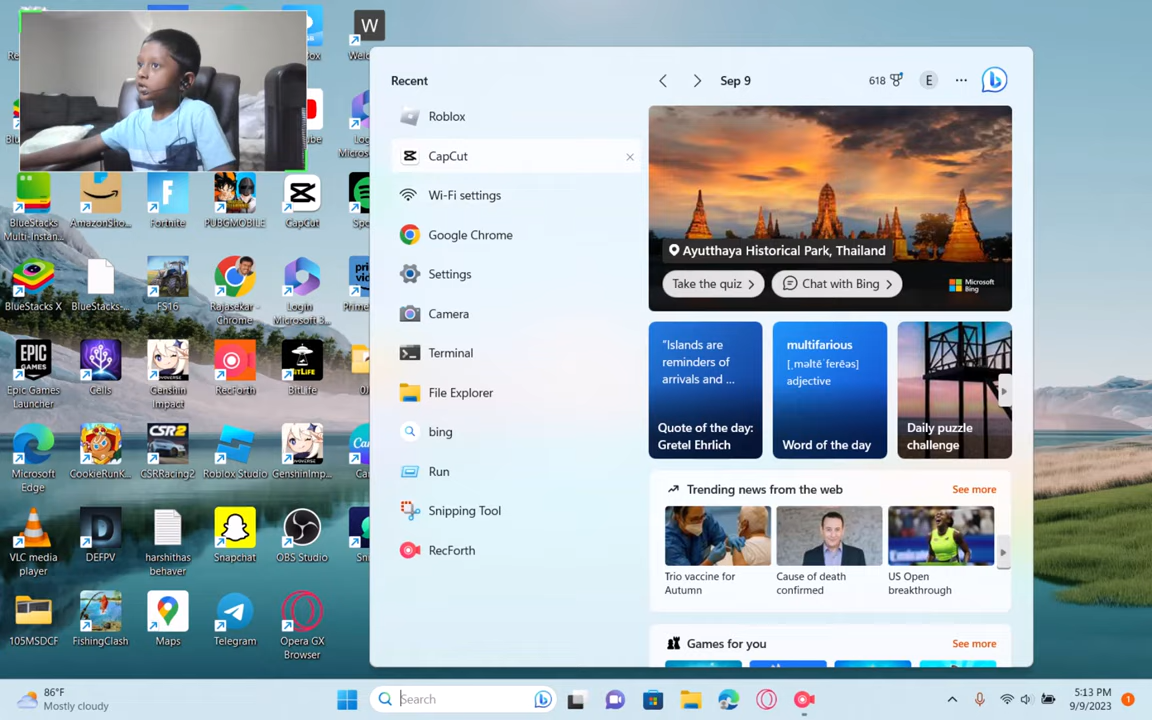 W
Recent
Roblox
CapCut
Wi-Fi settings
Google Chrome
Settings
Camera
Terminal
File Explorer
bing
Run
Snipping Tool
RecForth
Sep 9
618
E
Ayutthaya Historical Park, Thailand
Take the quiz
Chat with Bing
Microsoft
Bing
"Islands are
reminders of
arrivals and ...
Quote of the day:
Gretel Ehrlich
multifarious
[ˌməltəˈferēəs]
adjective
Word of the day
Daily puzzle
challenge
Trending news from the web
See more
Trio vaccine for
Autumn
Cause of death
confirmed
US Open
breakthrough
Games for you
See more
BlueStacks
Multi-Instan...
AmazonSho...
Fortnite
PUBGMOBILE
CapCut
BlueStacks X
BlueStacks-...
FS16
Rajasekar -
Chrome
Login
Microsoft 3...
prime
Epic Games
Launcher
Cells
Genshin
Impact
RecForth
BitLife
Microsoft
Edge
CookieRunK...
CSRRacing2
Roblox Studio
GenshinImp...
VLC media
player
DEFPV
harshithas
behaver
Snapchat
OBS Studio
105MSDCF
FishingClash
Maps
Telegram
Opera GX
Browser
86°F
Mostly cloudy
Search
5:13 PM
9/9/2023
1